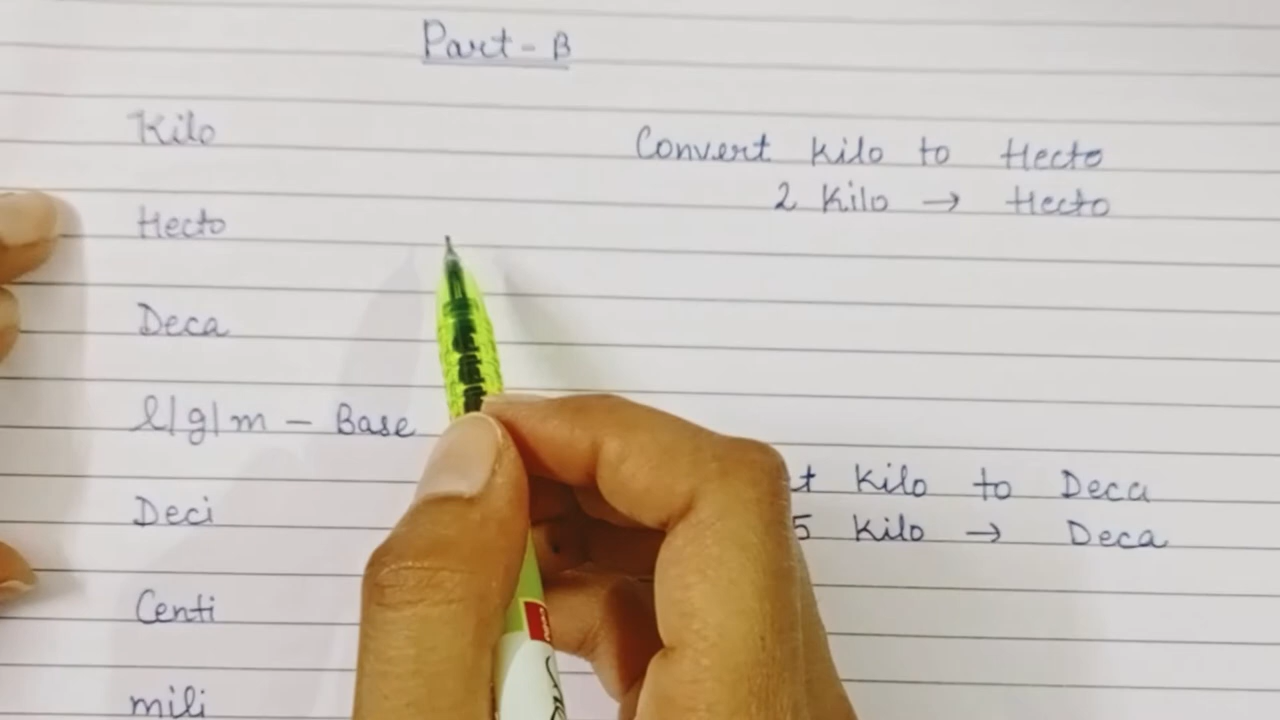 Part - B
Kilo
Hecto
Deca
l/g/m - Base
Deci
Centi
mili
Convert Kilo to Hecto
2 Kilo → Hecto
t Kilo to Deca
5 Kilo → Deca